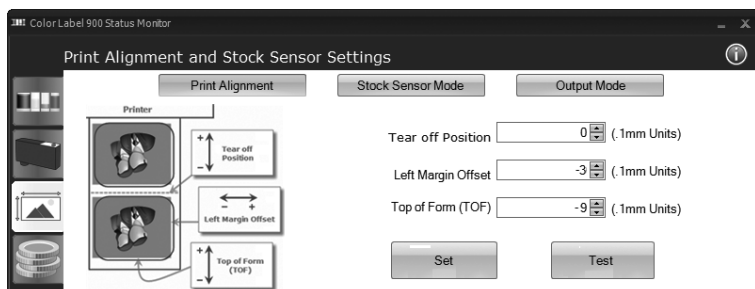 Color Label 900 Status Monitor
Print Alignment and Stock Sensor Settings
Print Alignment
Stock Sensor Mode
Output Mode
Printer
+
Tear off
Position
−
− +
Left Margin Offset
+
Top of Form
(TOF)
−
Tear off Position 0 (.1mm Units)
Left Margin Offset -3 (.1mm Units)
Top of Form (TOF) -9 (.1mm Units)
Set
Test